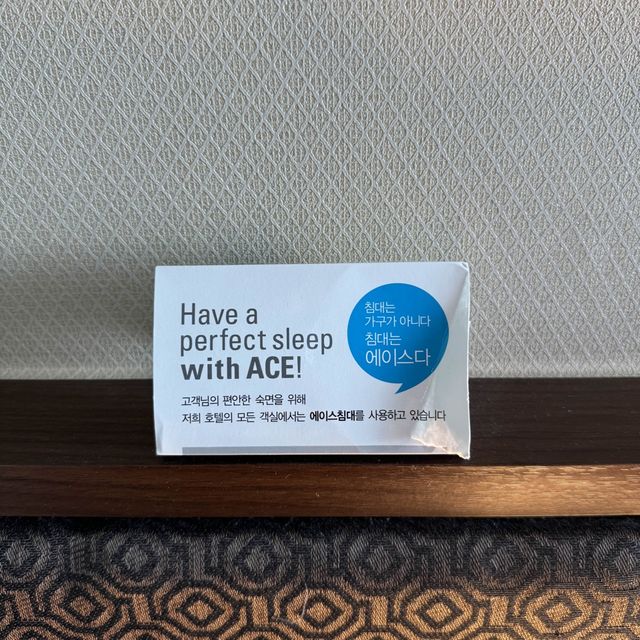 Have a
perfect sleep
with ACE!
침대는
가구가 아니다
침대는
에이스다
고객님의 편안한 숙면을 위해
저희 호텔의 모든 객실에서는 에이스침대를 사용하고 있습니다